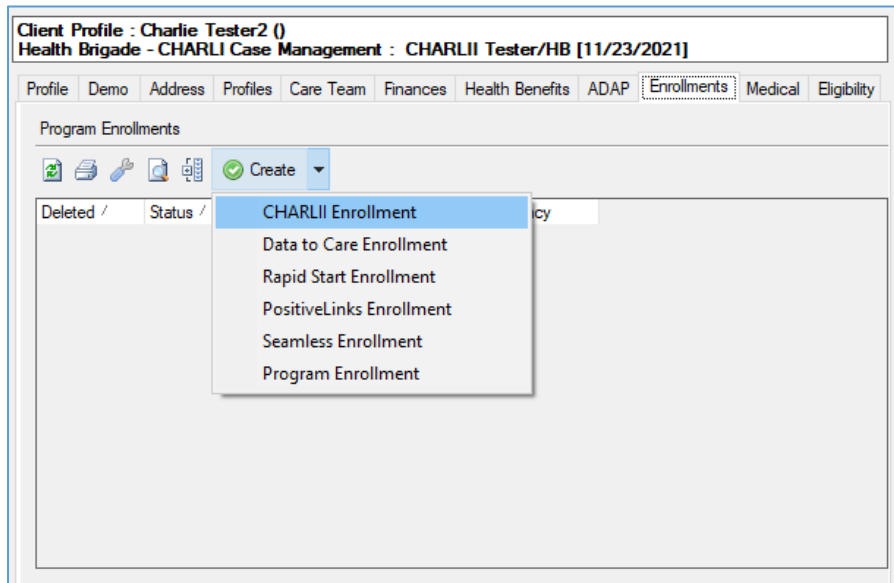 Client Profile : Charlie Tester2 ()
Health Brigade - CHARLI Case Management : CHARLII Tester/HB [11/23/2021]
Profile Demo Address Profiles Care Team Finances Health Benefits ADAP Enrollments Medical Eligibility
Program Enrollments
Create
Deleted / Status / icy
CHARLII Enrollment
Data to Care Enrollment
Rapid Start Enrollment
PositiveLinks Enrollment
Seamless Enrollment
Program Enrollment